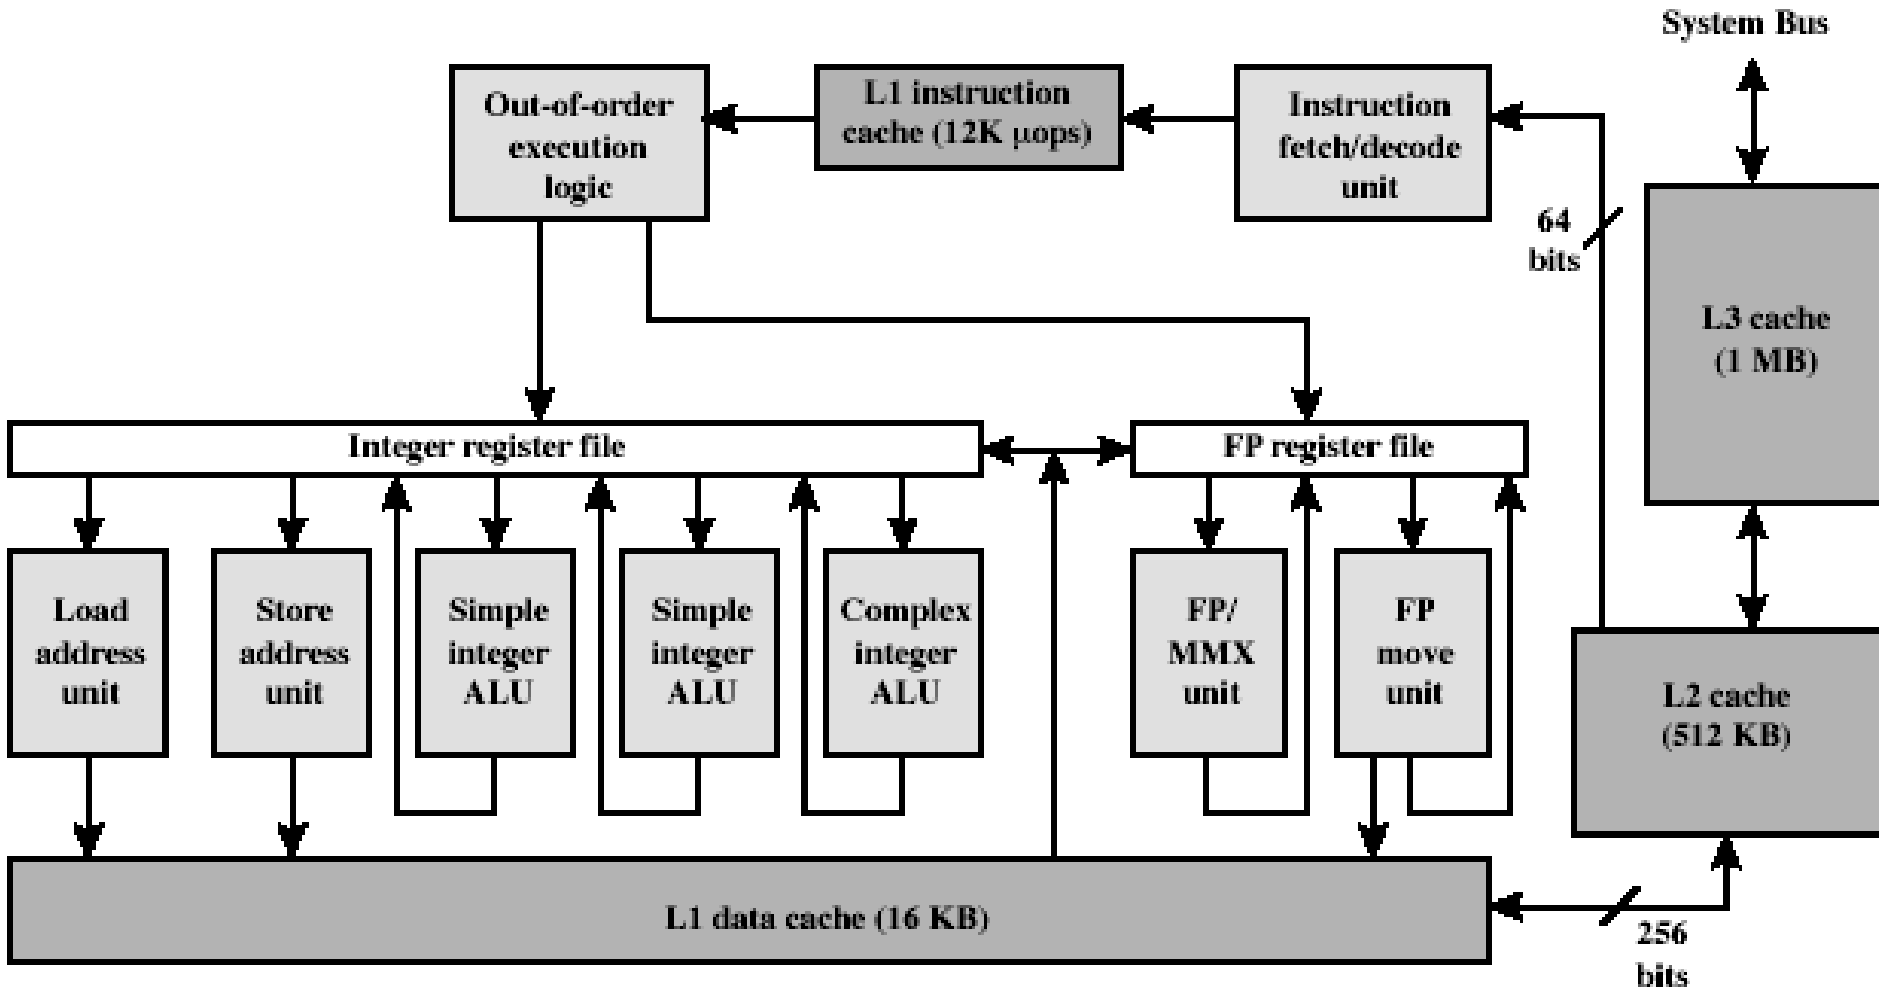 System Bus
Out-of-order
execution
logic
L1 instruction
cache (12K µops)
Instruction
fetch/decode
unit
64
bits
L3 cache
(1 MB)
Integer register file
FP register file
Load
address
unit
Store
address
unit
Simple
integer
ALU
Simple
integer
ALU
Complex
integer
ALU
FP/
MMX
unit
FP
move
unit
L2 cache
(512 KB)
L1 data cache (16 KB)
256
bits